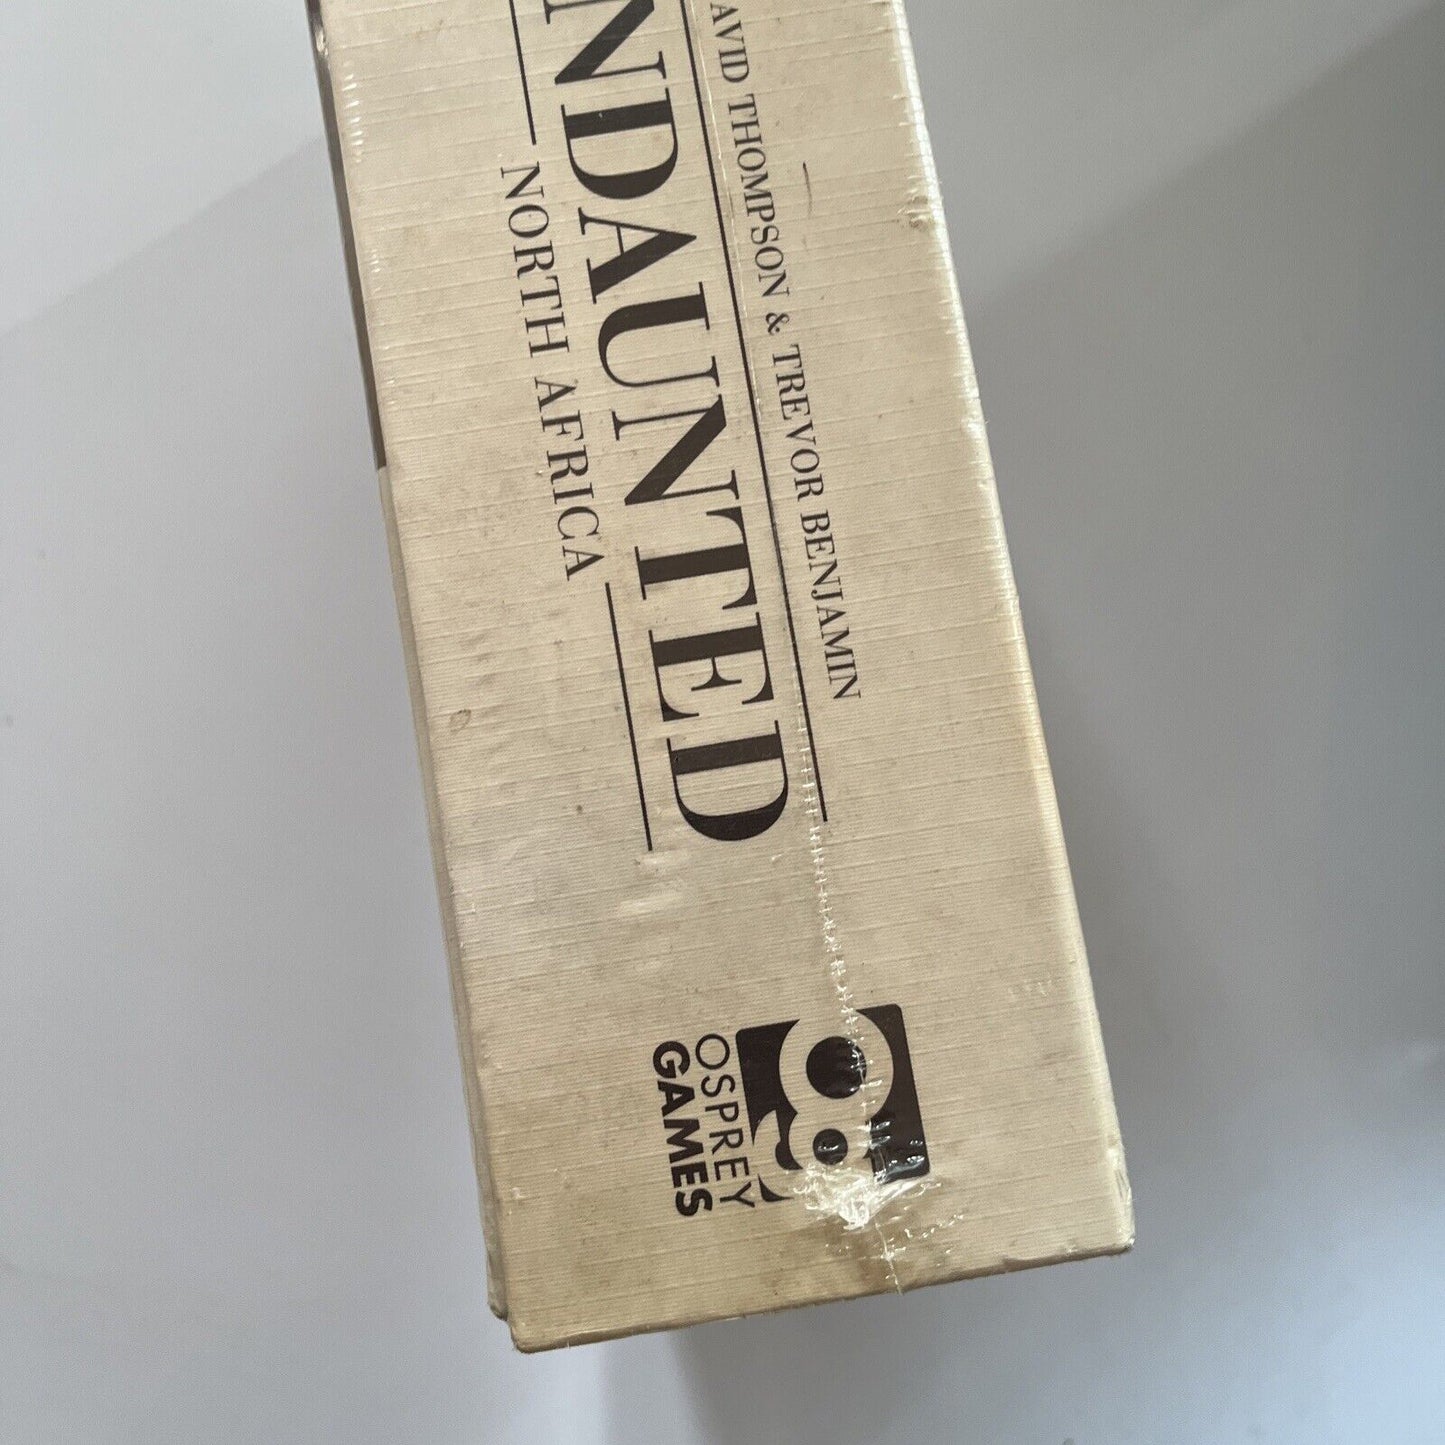 AVID THOMPSON & TREVOR BENJAMIN
NDAUNTED
NORTH AFRICA
OSPREY
GAMES